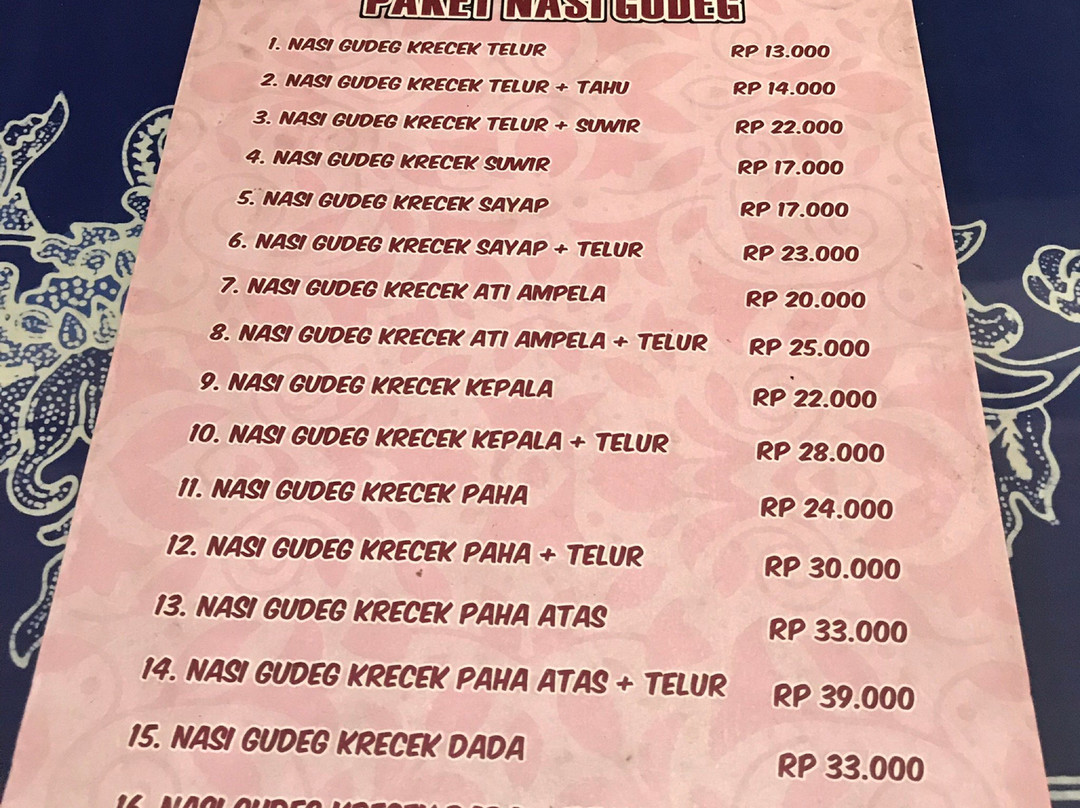 PAKET NASI GUDEG
1. NASI GUDEG KRECEK TELUR RP 13.000
2. NASI GUDEG KRECEK TELUR + TAHU RP 14.000
3. NASI GUDEG KRECEK TELUR + SUWIR RP 22.000
4. NASI GUDEG KRECEK SUWIR RP 17.000
5. NASI GUDEG KRECEK SAYAP RP 17.000
6. NASI GUDEG KRECEK SAYAP + TELUR RP 23.000
7. NASI GUDEG KRECEK ATI AMPELA RP 20.000
8. NASI GUDEG KRECEK ATI AMPELA + TELUR RP 25.000
9. NASI GUDEG KRECEK KEPALA RP 22.000
10. NASI GUDEG KRECEK KEPALA + TELUR RP 28.000
11. NASI GUDEG KRECEK PAHA RP 24.000
12. NASI GUDEG KRECEK PAHA + TELUR RP 30.000
13. NASI GUDEG KRECEK PAHA ATAS RP 33.000
14. NASI GUDEG KRECEK PAHA ATAS + TELUR RP 39.000
15. NASI GUDEG KRECEK DADA RP 33.000
16. NASI GUDEG KRECEK